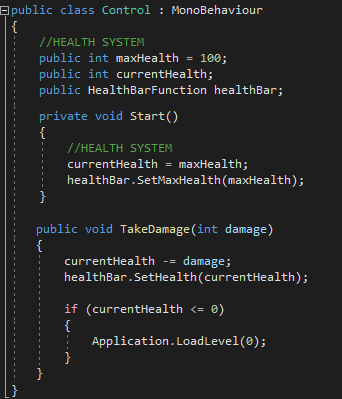 public class Control : MonoBehaviour
{
//HEALTH SYSTEM
public int maxHealth = 100;
public int currentHealth;
public HealthBarFunction healthBar;
private void Start()
{
//HEALTH SYSTEM
currentHealth = maxHealth;
healthBar.SetMaxHealth(maxHealth);
}
public void TakeDamage(int damage)
{
currentHealth -= damage;
healthBar.SetHealth(currentHealth);
if (currentHealth <= 0)
{
Application.LoadLevel(0);
}
}
}